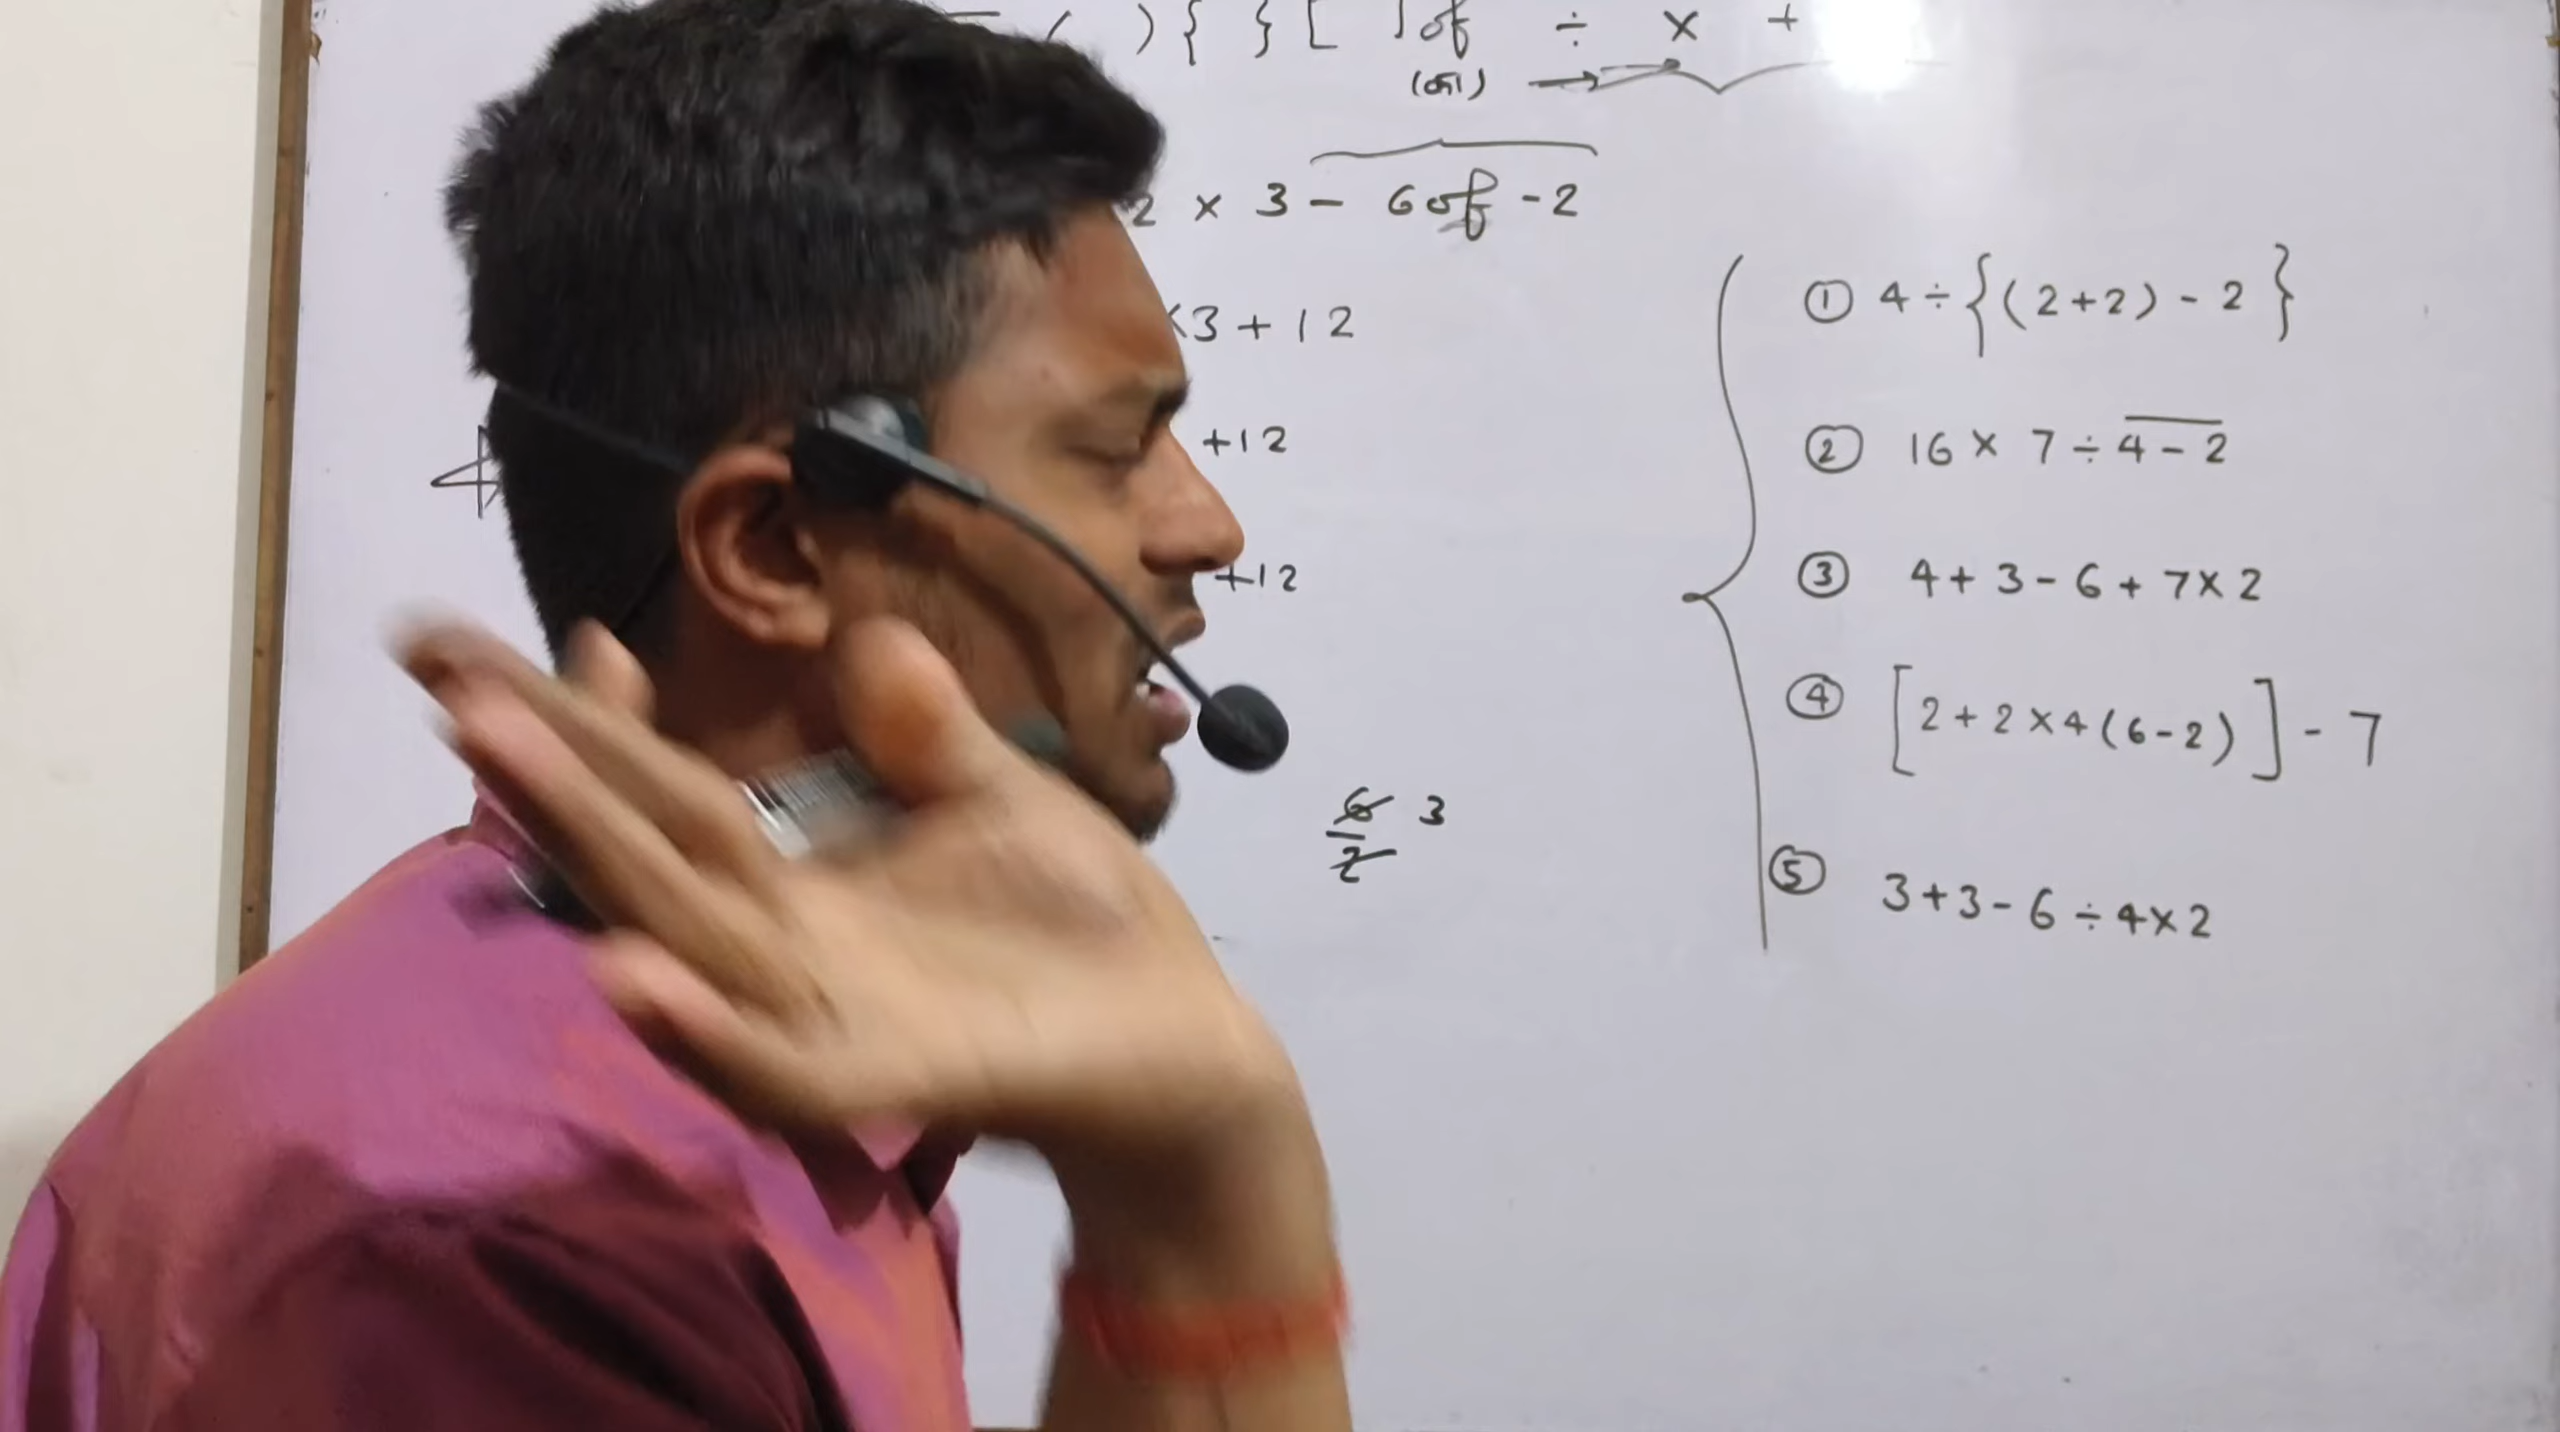 ( ) { } [ ] of ÷ × +
(का) →
2 × 3 – 6 of -2
×3 + 12
+12
+12
6/2 3
① 4 ÷ { ( 2+2 ) - 2 }
② 16 × 7 ÷ 4̅ ̅-̅ ̅2̅
③ 4 + 3 - 6 + 7 × 2
④ [ 2 + 2 × 4 ( 6 - 2 ) ] - 7
⑤ 3 + 3 - 6 ÷ 4 × 2